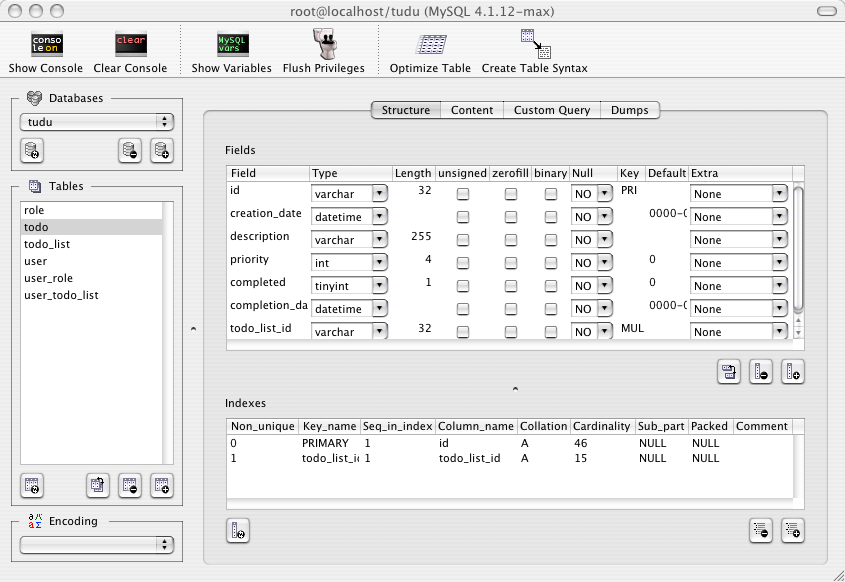 root@localhost/tudu (MySQL 4.1.12-max)
conso
le on
clear
MySQL
vars
Show Console Clear Console Show Variables Flush Privileges Optimize Table Create Table Syntax
Databases
tudu
Tables
role
todo
todo_list
user
user_role
user_todo_list
Encoding
Structure Content Custom Query Dumps
Fields
Field Type Length unsigned zerofill binary Null Key Default Extra
id varchar 32 NO PRI None
creation_date datetime NO 0000-0 None
description varchar 255 NO None
priority int 4 NO 0 None
completed tinyint 1 NO 0 None
completion_da datetime NO 0000-0 None
todo_list_id varchar 32 NO MUL None
Indexes
Non_unique Key_name Seq_in_index Column_name Collation Cardinality Sub_part Packed Comment
0 PRIMARY 1 id A 46 NULL NULL
1 todo_list_i 1 todo_list_id A 15 NULL NULL